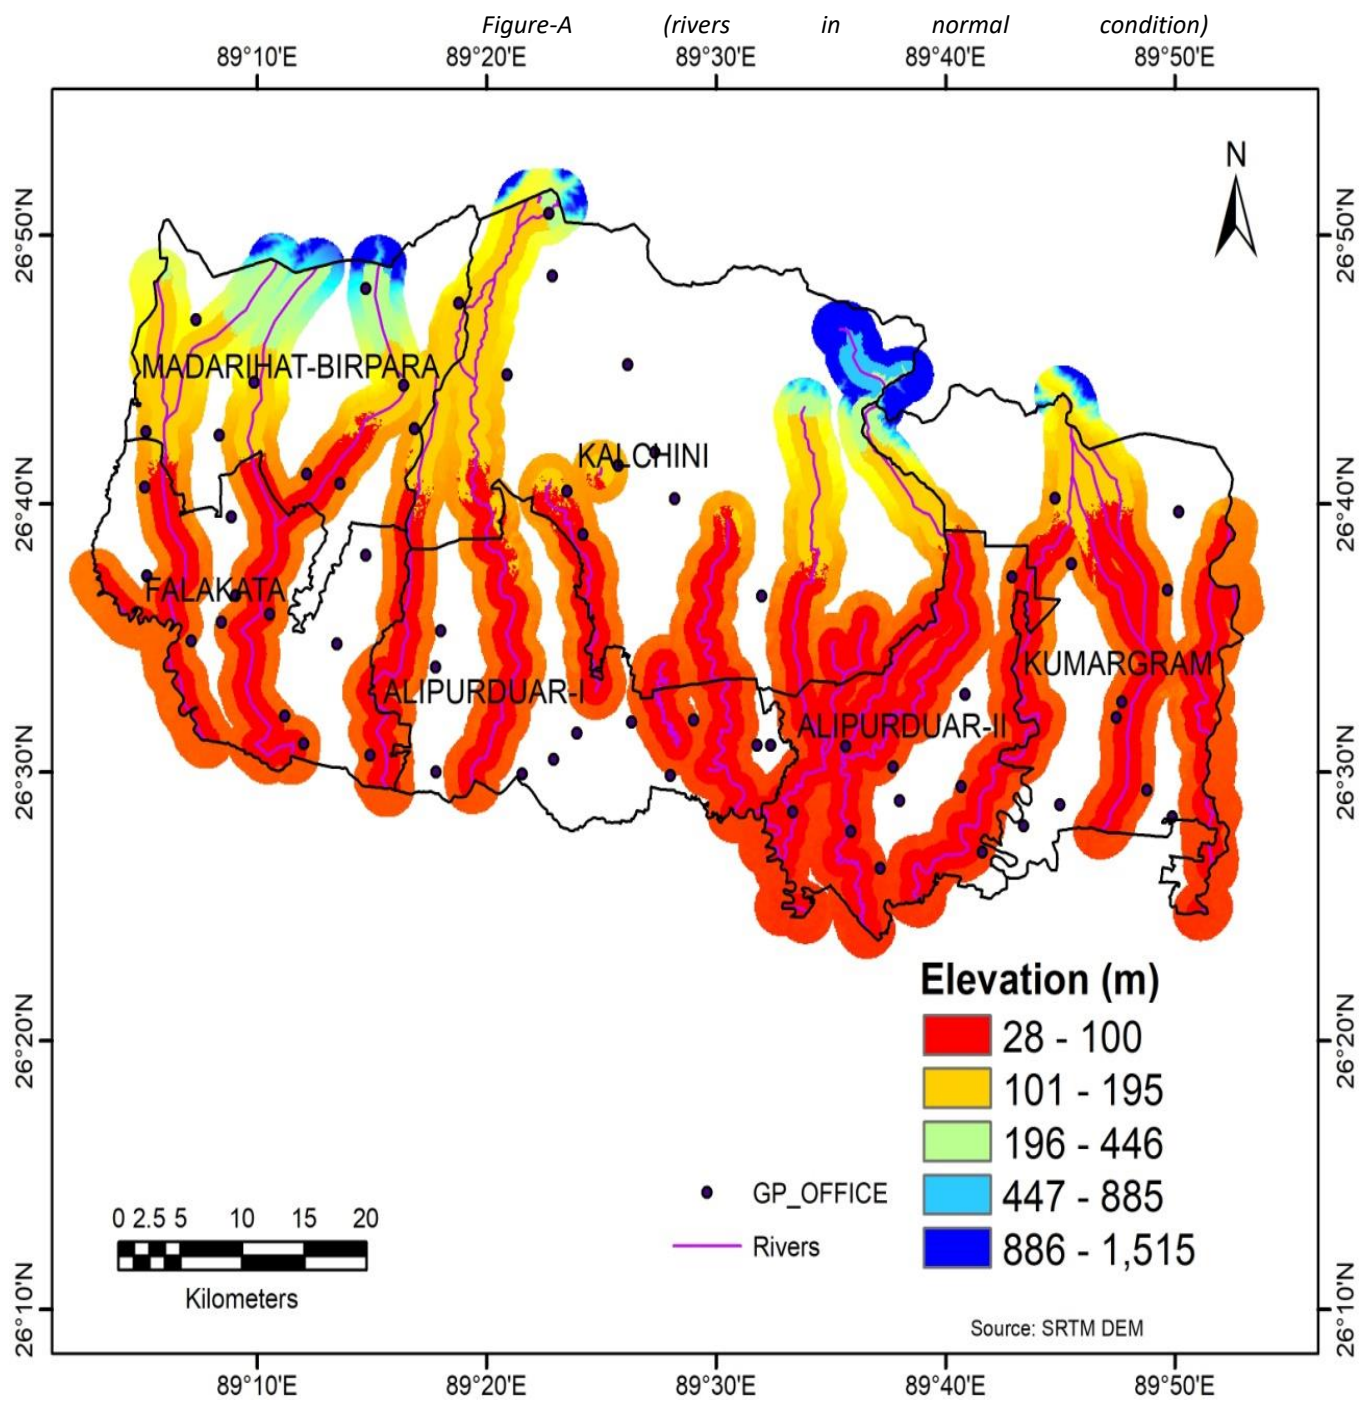 Figure-A (rivers in normal condition)
89°10'E 89°20'E 89°30'E 89°40'E 89°50'E
N
26°50'N 26°50'N
MADARIHAT-BIRPARA
KALCHINI
26°40'N 26°40'N
FALAKATA
KUMARGRAM
ALIPURDUAR-I
ALIPURDUAR-II
26°30'N 26°30'N
Elevation (m)
28 - 100
26°20'N 26°20'N
101 - 195
196 - 446
GP_OFFICE
447 - 885
0 2.5 5 10 15 20
Rivers
886 - 1,515
Kilometers
26°10'N 26°10'N
Source: SRTM DEM
89°10'E 89°20'E 89°30'E 89°40'E 89°50'E